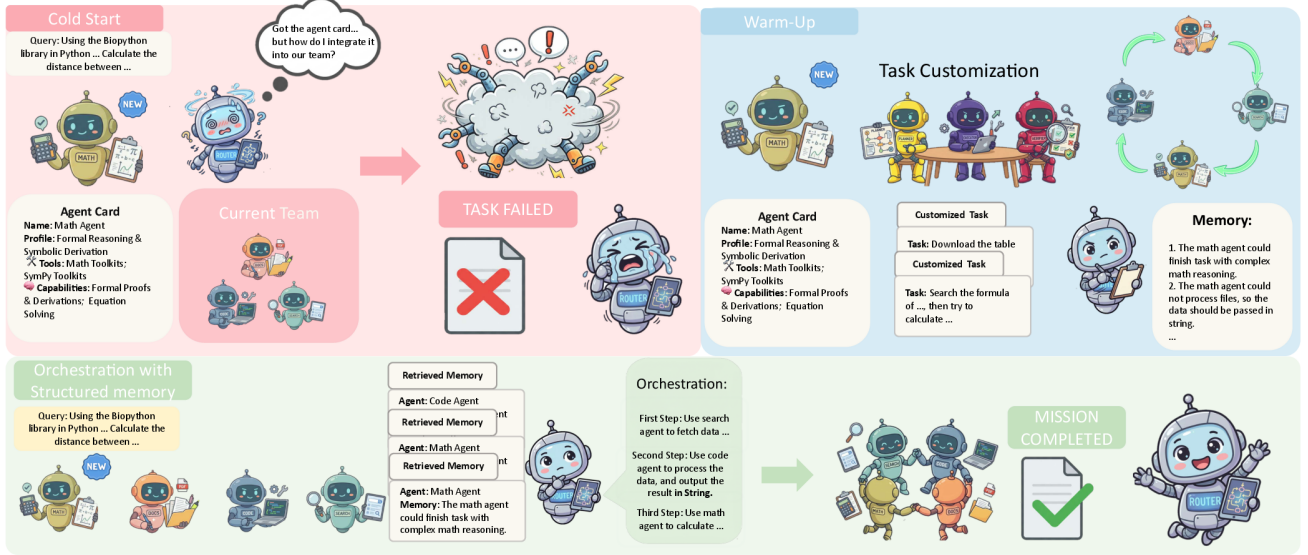 Cold Start
Query: Using the Biopython
library in Python ... Calculate the
distance between ...
NEW
MATH
Got the agent card...
but how do I integrate it
into our team?
ROUTER
Agent Card
Name: Math Agent
Profile: Formal Reasoning &
Symbolic Derivation
Tools: Math Toolkits;
SymPy Toolkits
Capabilities: Formal Proofs
& Derivations; Equation
Solving
Current Team
DOCS
TASK FAILED
ROUTER
Warm-Up
NEW
MATH
Task Customization
Agent Card
Name: Math Agent
Profile: Formal Reasoning &
Symbolic Derivation
Tools: Math Toolkits;
SymPy Toolkits
Capabilities: Formal Proofs
& Derivations; Equation
Solving
Customized Task
Task: Download the table
Customized Task
Task: Search the formula
of ..., then try to
calculate ...
Memory:
1. The math agent could
finish task with complex
math reasoning.
2. The math agent could
not process files, so the
data should be passed in
string.
...
Orchestration with
Structured memory
Query: Using the Biopython
library in Python ... Calculate the
distance between ...
NEW
MATH
DOCS
SEARCH
Retrieved Memory
Agent: Code Agent
ent
Retrieved Memory
Agent: Math Agent
ent
Retrieved Memory
Agent: Math Agent
Memory: The math agent
could finish task with
complex math reasoning.
ROUTER
Orchestration:
First Step: Use search
agent to fetch data ...
Second Step: Use code
agent to process the
data, and output the
result in String.
Third Step: Use math
agent to calculate ...
SEARCH
MATH
DOCS
MISSION
COMPLETED
ROUTER